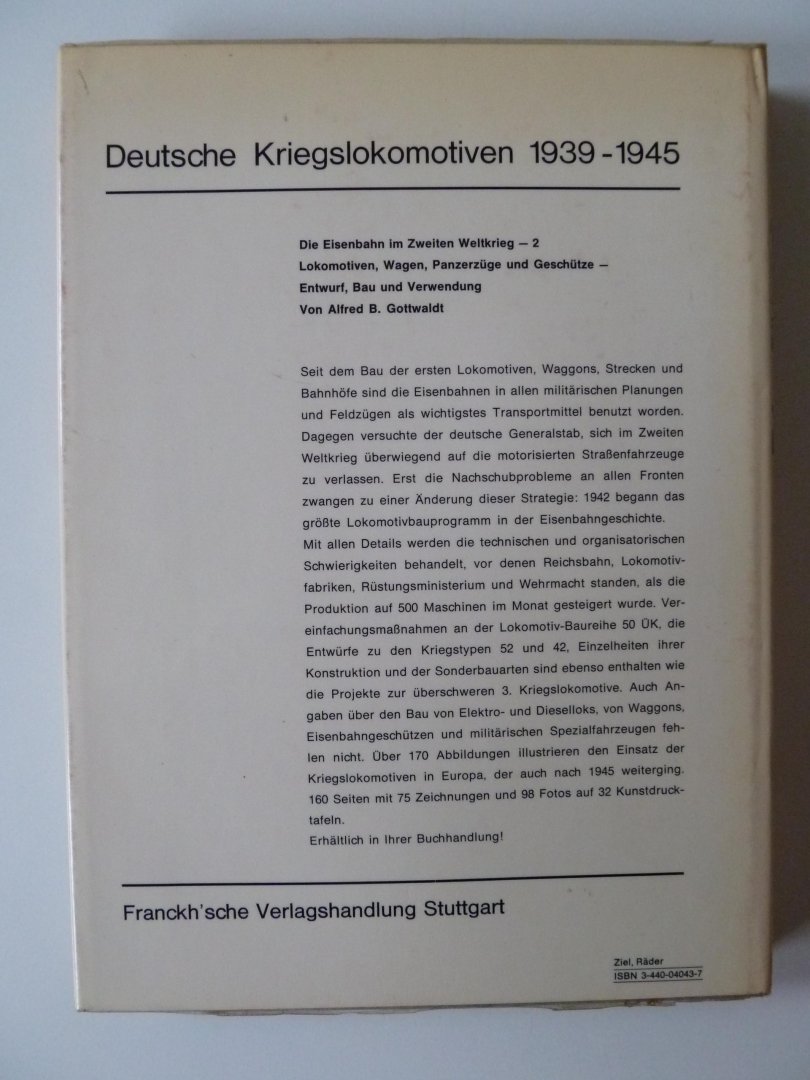 Deutsche Kriegslokomotiven 1939-1945
Die Eisenbahn im Zweiten Weltkrieg – 2
Lokomotiven, Wagen, Panzerzüge und Geschütze –
Entwurf, Bau und Verwendung
Von Alfred B. Gottwaldt
Seit dem Bau der ersten Lokomotiven, Waggons, Strecken und
Bahnhöfe sind die Eisenbahnen in allen militärischen Planungen
und Feldzügen als wichtigstes Transportmittel benutzt worden.
Dagegen versuchte der deutsche Generalstab, sich im Zweiten
Weltkrieg überwiegend auf die motorisierten Straßenfahrzeuge
zu verlassen. Erst die Nachschubprobleme an allen Fronten
zwangen zu einer Änderung dieser Strategie: 1942 begann das
größte Lokomotivbauprogramm in der Eisenbahngeschichte.
Mit allen Details werden die technischen und organisatorischen
Schwierigkeiten behandelt, vor denen Reichsbahn, Lokomotiv-
fabriken, Rüstungsministerium und Wehrmacht standen, als die
Produktion auf 500 Maschinen im Monat gesteigert wurde. Ver-
einfachungsmaßnahmen an der Lokomotiv-Baureihe 50 ÜK, die
Entwürfe zu den Kriegstypen 52 und 42, Einzelheiten ihrer
Konstruktion und der Sonderbauarten sind ebenso enthalten wie
die Projekte zur überschweren 3. Kriegslokomotive. Auch An-
gaben über den Bau von Elektro- und Dieselloks, von Waggons,
Eisenbahngeschützen und militärischen Spezialfahrzeugen feh-
len nicht. Über 170 Abbildungen illustrieren den Einsatz der
Kriegslokomotiven in Europa, der auch nach 1945 weiterging.
160 Seiten mit 75 Zeichnungen und 98 Fotos auf 32 Kunstdruck-
tafeln.
Erhältlich in Ihrer Buchhandlung!
Franckh'sche Verlagshandlung Stuttgart
Ziel, Räder
ISBN 3-440-04043-7